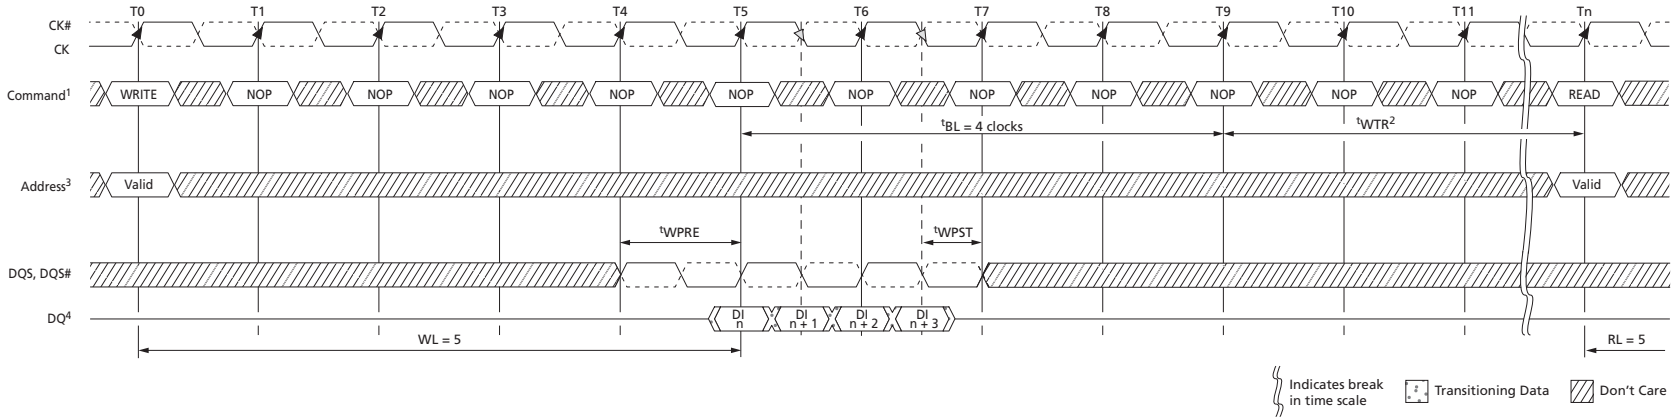 T0 T1 T2 T3 T4 T5 T6 T7 T8 T9 T10 T11 Tn
CK#
CK
Command¹ WRITE NOP NOP NOP NOP NOP NOP NOP NOP NOP NOP NOP READ
ᵗBL = 4 clocks ᵗWTR²
Address³ Valid Valid
ᵗWPRE ᵗWPST
DQS, DQS#
DQ⁴ DI n DI n + 1 DI n + 2 DI n + 3
WL = 5 RL = 5
Indicates break
in time scale
Transitioning Data
Don't Care